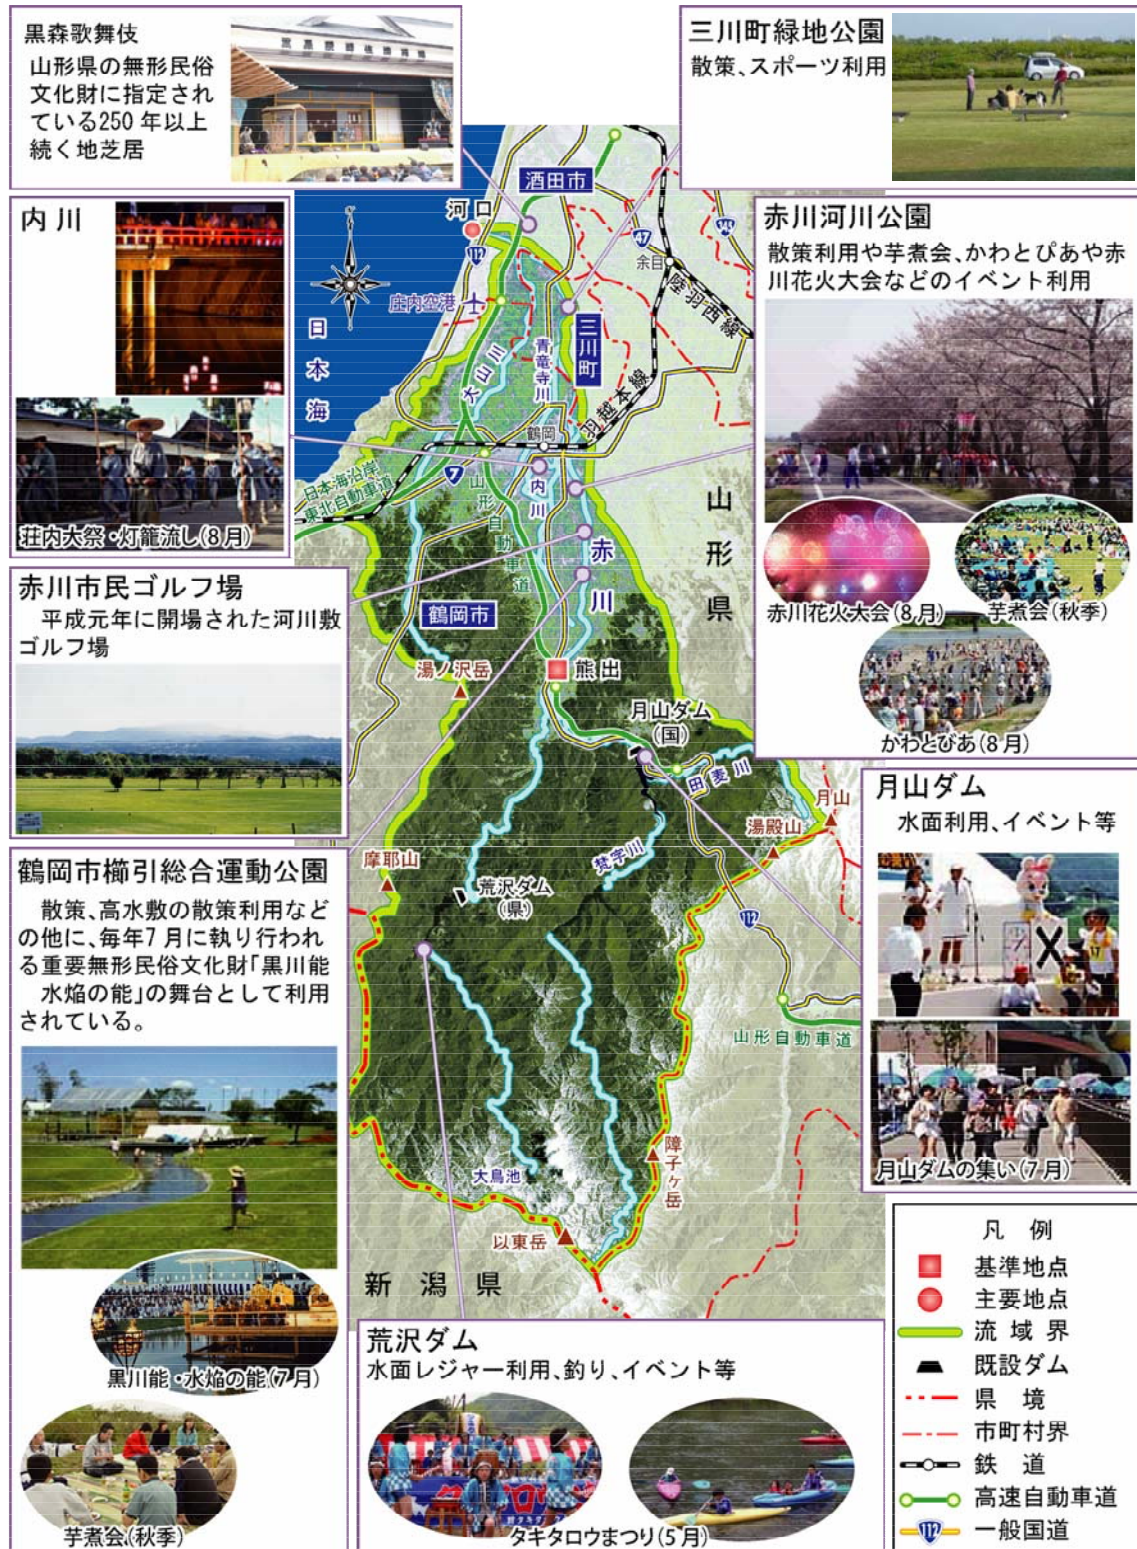 黒森歌舞伎
山形県の無形民俗
文化財に指定され
ている250年以上
続く地芝居
三川町緑地公園
散策、スポーツ利用
内川
荘内大祭・灯籠流し(8月)
赤川河川公園
散策利用や芋煮会、かわとぴあや赤
川花火大会などのイベント利用
赤川花火大会(8月)
芋煮会(秋季)
かわとぴあ(8月)
赤川市民ゴルフ場
平成元年に開場された河川敷
ゴルフ場
鶴岡市櫛引総合運動公園
散策、高水敷の散策利用など
の他に、毎年7月に執り行われ
る重要無形民俗文化財「黒川能
水焔の能」の舞台として利用
されている。
黒川能・水焔の能(7月)
芋煮会(秋季)
月山ダム
水面利用、イベント等
月山ダムの集い(7月)
荒沢ダム
水面レジャー利用、釣り、イベント等
タキタロウまつり(5月)
酒田市
河口
112
47
345
余目
陸羽西線
庄内空港
日本海
大山川
青竜寺川
三川町
羽越本線
鶴岡
7
内川
日本海沿岸
東北自動車道
山形自動車道
赤川
山形県
鶴岡市
湯ノ沢岳
熊出
月山ダム
(国)
田麦川
月山
湯殿山
梵字川
摩耶山
荒沢ダム
(県)
112
山形自動車道
大鳥池
障子ヶ岳
以東岳
新潟県
凡例
基準地点
主要地点
流域界
既設ダム
県境
市町村界
鉄道
高速自動車道
112 一般国道